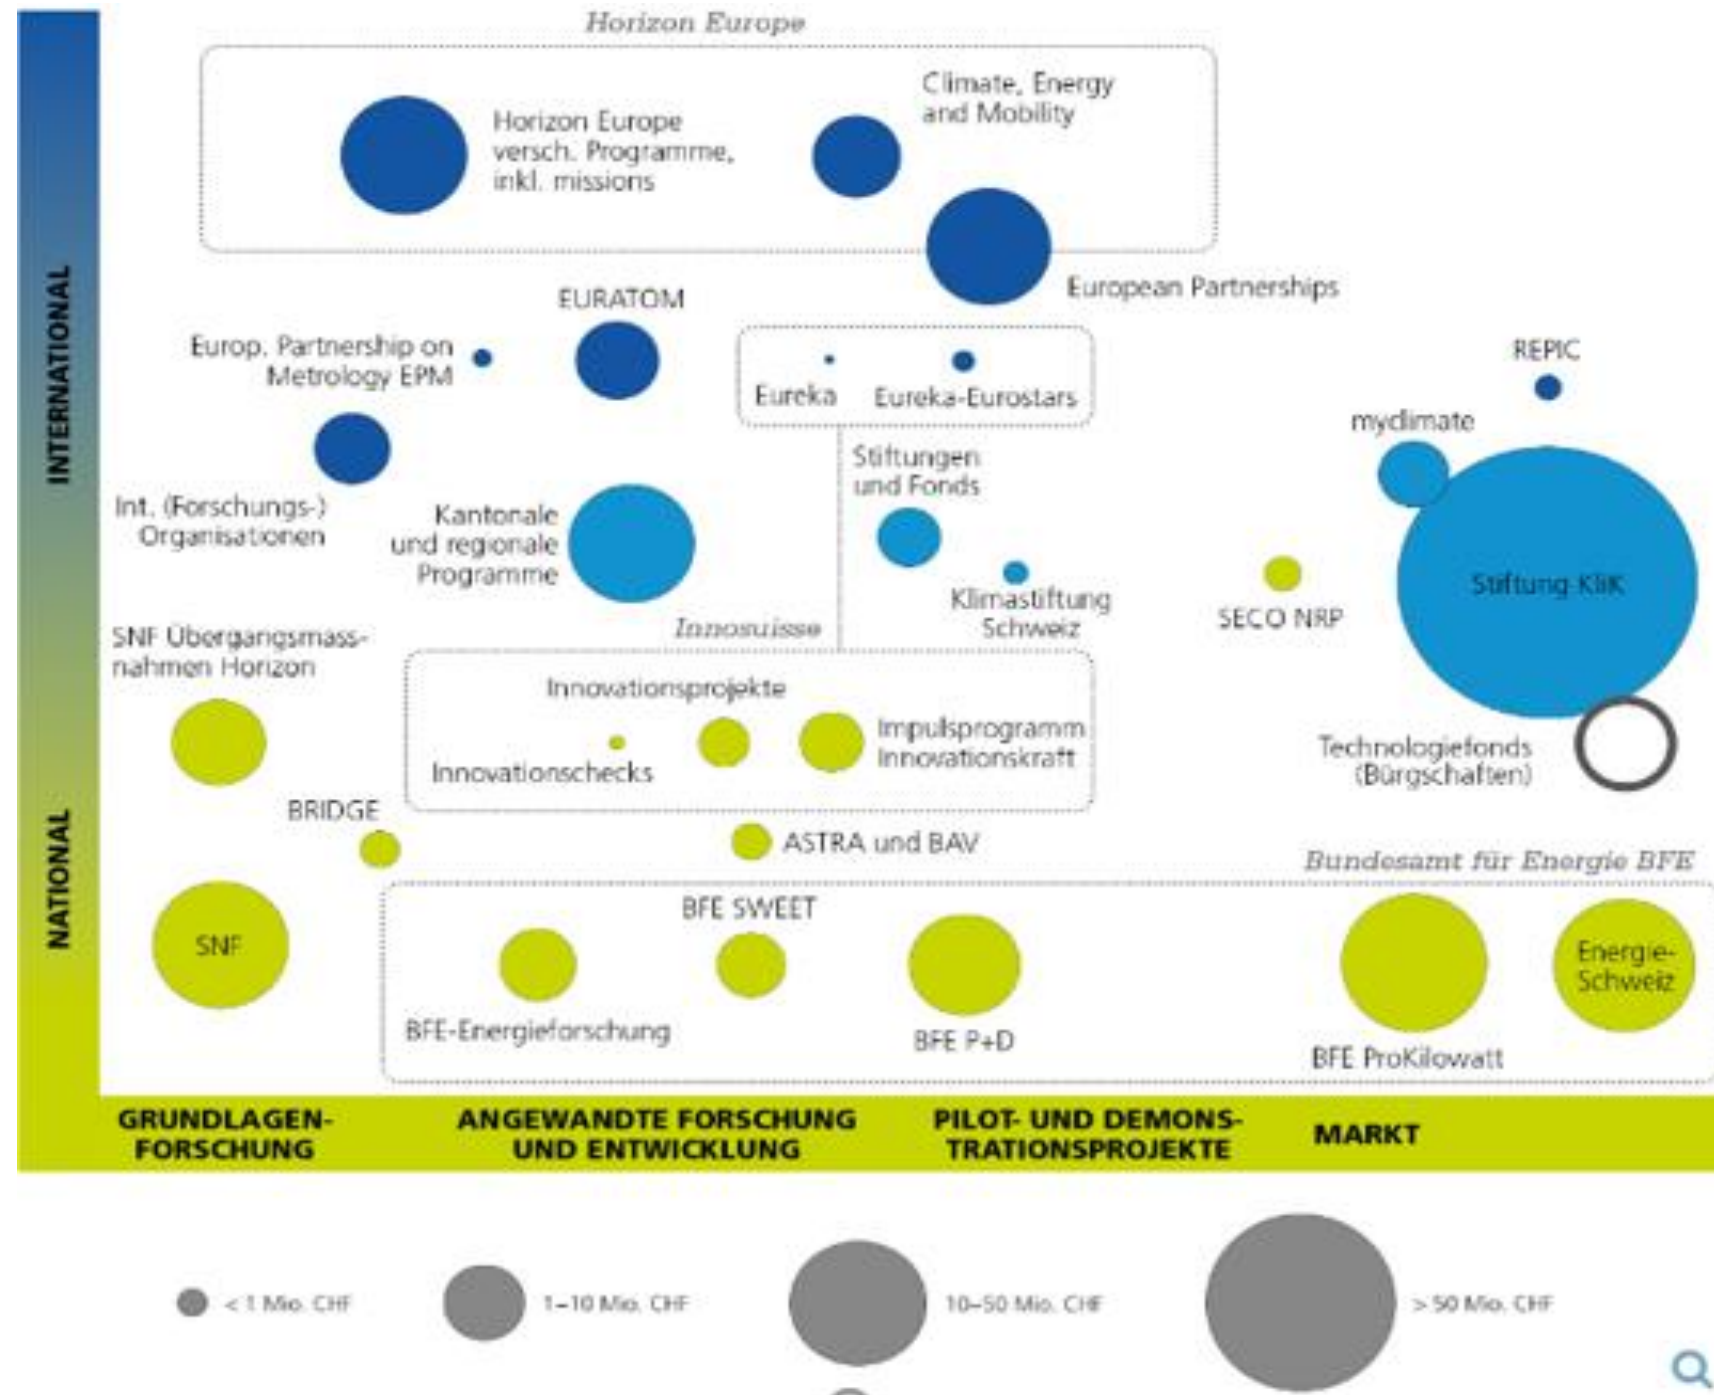 Horizon Europe
Climate, Energy
and Mobility
Horizon Europe
versch. Programme,
inkl. missions
European Partnerships
EURATOM
Europ. Partnership on
Metrology EPM
Eureka
Eureka-Eurostars
REPIC
myclimate
INTERNATIONAL
Stiftungen
und Fonds
Int. (Forschungs-)
Organisationen
Kantonale
und regionale
Programme
Klimastiftung
Schweiz
SECO NRP
Stiftung KliK
Innosuisse
SNF Übergangsmass-
nahmen Horizon
Innovationsprojekte
Impulsprogramm
Innovationskraft
Innovationschecks
Technologiefonds
(Bürgschaften)
BRIDGE
ASTRA und BAV
NATIONAL
Bundesamt für Energie BFE
BFE SWEET
SNF
Energie-
Schweiz
BFE-Energieforschung
BFE P+D
BFE ProKilowatt
GRUNDLAGEN-
FORSCHUNG
ANGEWANDTE FORSCHUNG
UND ENTWICKLUNG
PILOT- UND DEMONS-
TRATIONSPROJEKTE
MARKT
< 1 Mio. CHF
1–10 Mio. CHF
10–50 Mio. CHF
> 50 Mio. CHF